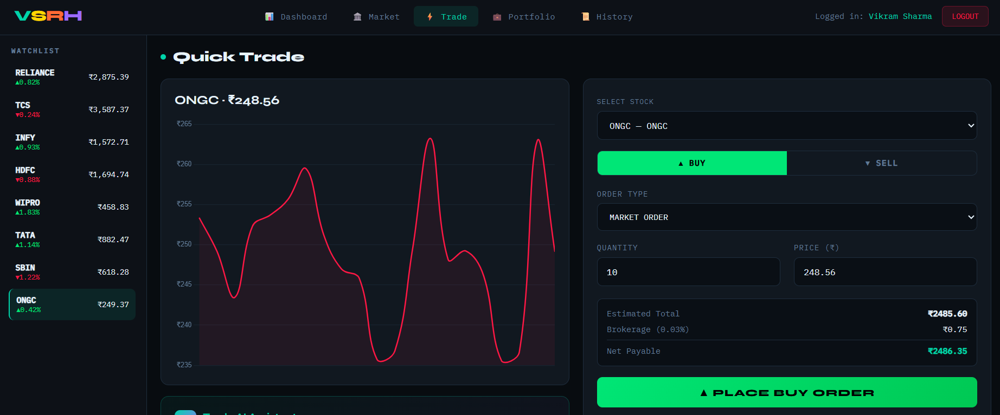 VSRH
📊 Dashboard
🏛 Market
⚡ Trade
💼 Portfolio
📜 History
Logged in: Vikram Sharma
LOGOUT
WATCHLIST
RELIANCE
▲0.82%
₹2,875.39
TCS
▼0.24%
₹3,587.37
INFY
▲0.93%
₹1,572.71
HDFC
▼0.88%
₹1,694.74
WIPRO
▲1.83%
₹458.83
TATA
▲1.14%
₹882.47
SBIN
▼1.22%
₹618.28
ONGC
▲0.42%
₹249.37
Quick Trade
ONGC · ₹248.56
₹265
₹260
₹255
₹250
₹245
₹240
₹235
SELECT STOCK
ONGC — ONGC
▲ BUY
▼ SELL
ORDER TYPE
MARKET ORDER
QUANTITY
10
PRICE (₹)
248.56
Estimated Total ₹2485.60
Brokerage (0.03%) ₹0.75
Net Payable ₹2486.35
▲ PLACE BUY ORDER